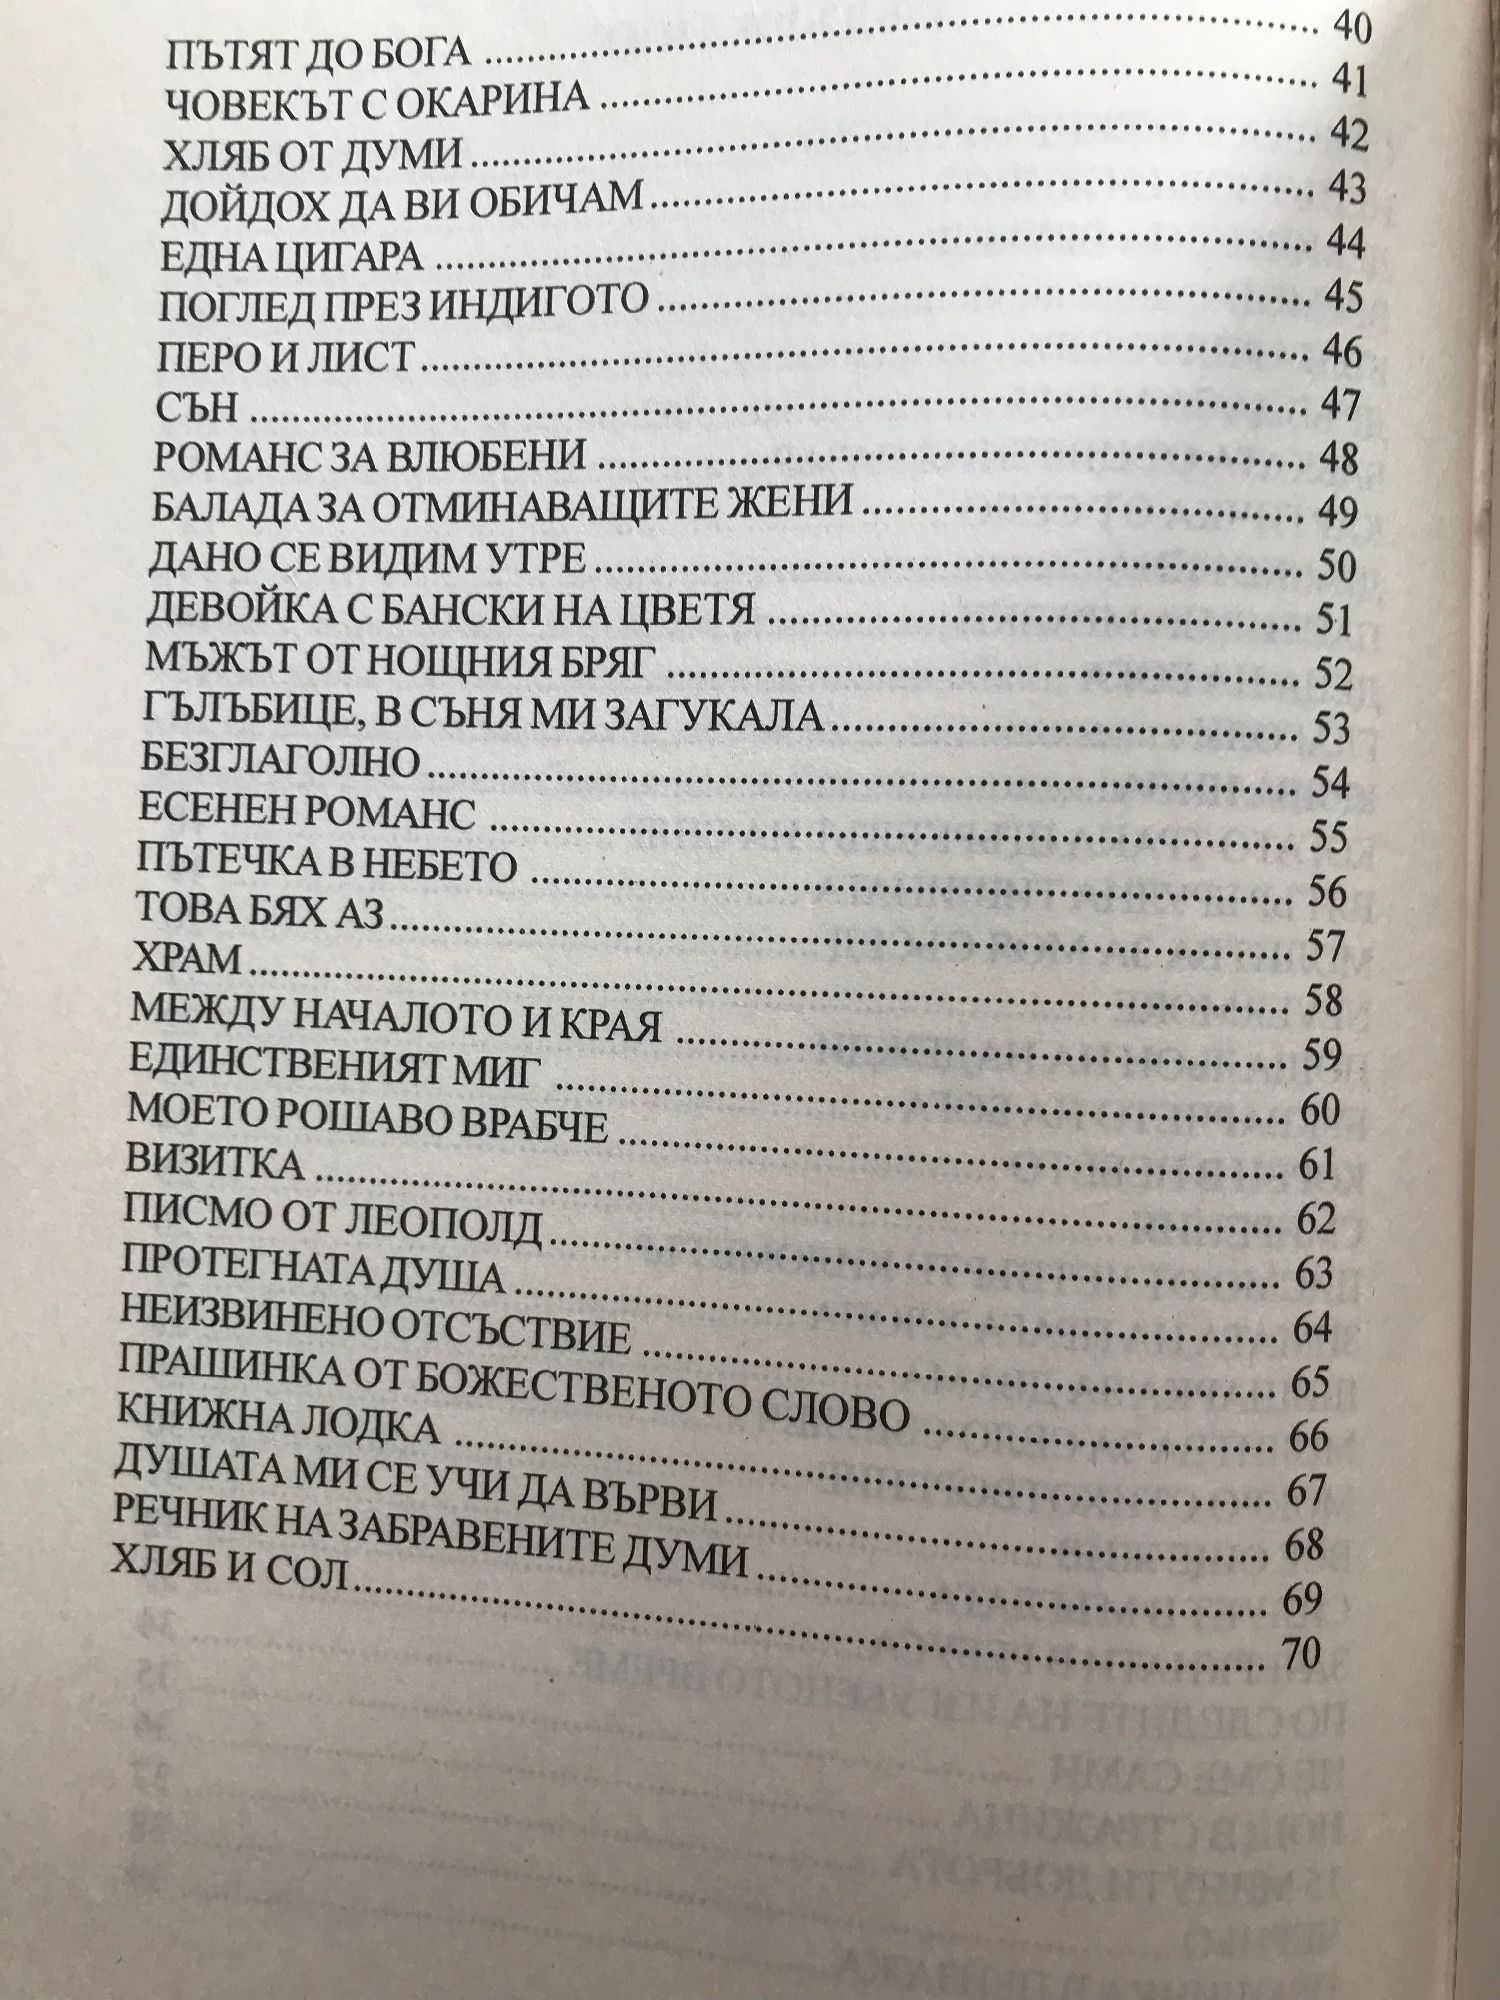 ПЪТЯТ ДО БОГА ........ 40
ЧОВЕКЪТ С ОКАРИНА ........ 41
ХЛЯБ ОТ ДУМИ ........ 42
ДОЙДОХ ДА ВИ ОБИЧАМ ........ 43
ЕДНА ЦИГАРА ........ 44
ПОГЛЕД ПРЕЗ ИНДИГОТО ........ 45
ПЕРО И ЛИСТ ........ 46
СЪН ........ 47
РОМАНС ЗА ВЛЮБЕНИ ........ 48
БАЛАДА ЗА ОТМИНАВАЩИТЕ ЖЕНИ ........ 49
ДАНО СЕ ВИДИМ УТРЕ ........ 50
ДЕВОЙКА С БАНСКИ НА ЦВЕТЯ ........ 51
МЪЖЪТ ОТ НОЩНИЯ БРЯГ ........ 52
ГЪЛЪБИЦЕ, В СЪНЯ МИ ЗАГУКАЛА ........ 53
БЕЗГЛАГОЛНО ........ 54
ЕСЕНЕН РОМАНС ........ 55
ПЪТЕЧКА В НЕБЕТО ........ 56
ТОВА БЯХ АЗ ........ 57
ХРАМ ........ 58
МЕЖДУ НАЧАЛОТО И КРАЯ ........ 59
ЕДИНСТВЕНИЯТ МИГ ........ 60
МОЕТО РОШАВО ВРАБЧЕ ........ 61
ВИЗИТКА ........ 62
ПИСМО ОТ ЛЕОПОЛД ........ 63
ПРОТЕГНАТА ДУША ........ 64
НЕИЗВИНЕНО ОТСЪСТВИЕ ........ 65
ПРАШИНКА ОТ БОЖЕСТВЕНОТО СЛОВО ........ 66
КНИЖНА ЛОДКА ........ 67
ДУШАТА МИ СЕ УЧИ ДА ВЪРВИ ........ 68
РЕЧНИК НА ЗАБРАВЕНИТЕ ДУМИ ........ 69
ХЛЯБ И СОЛ ........ 70